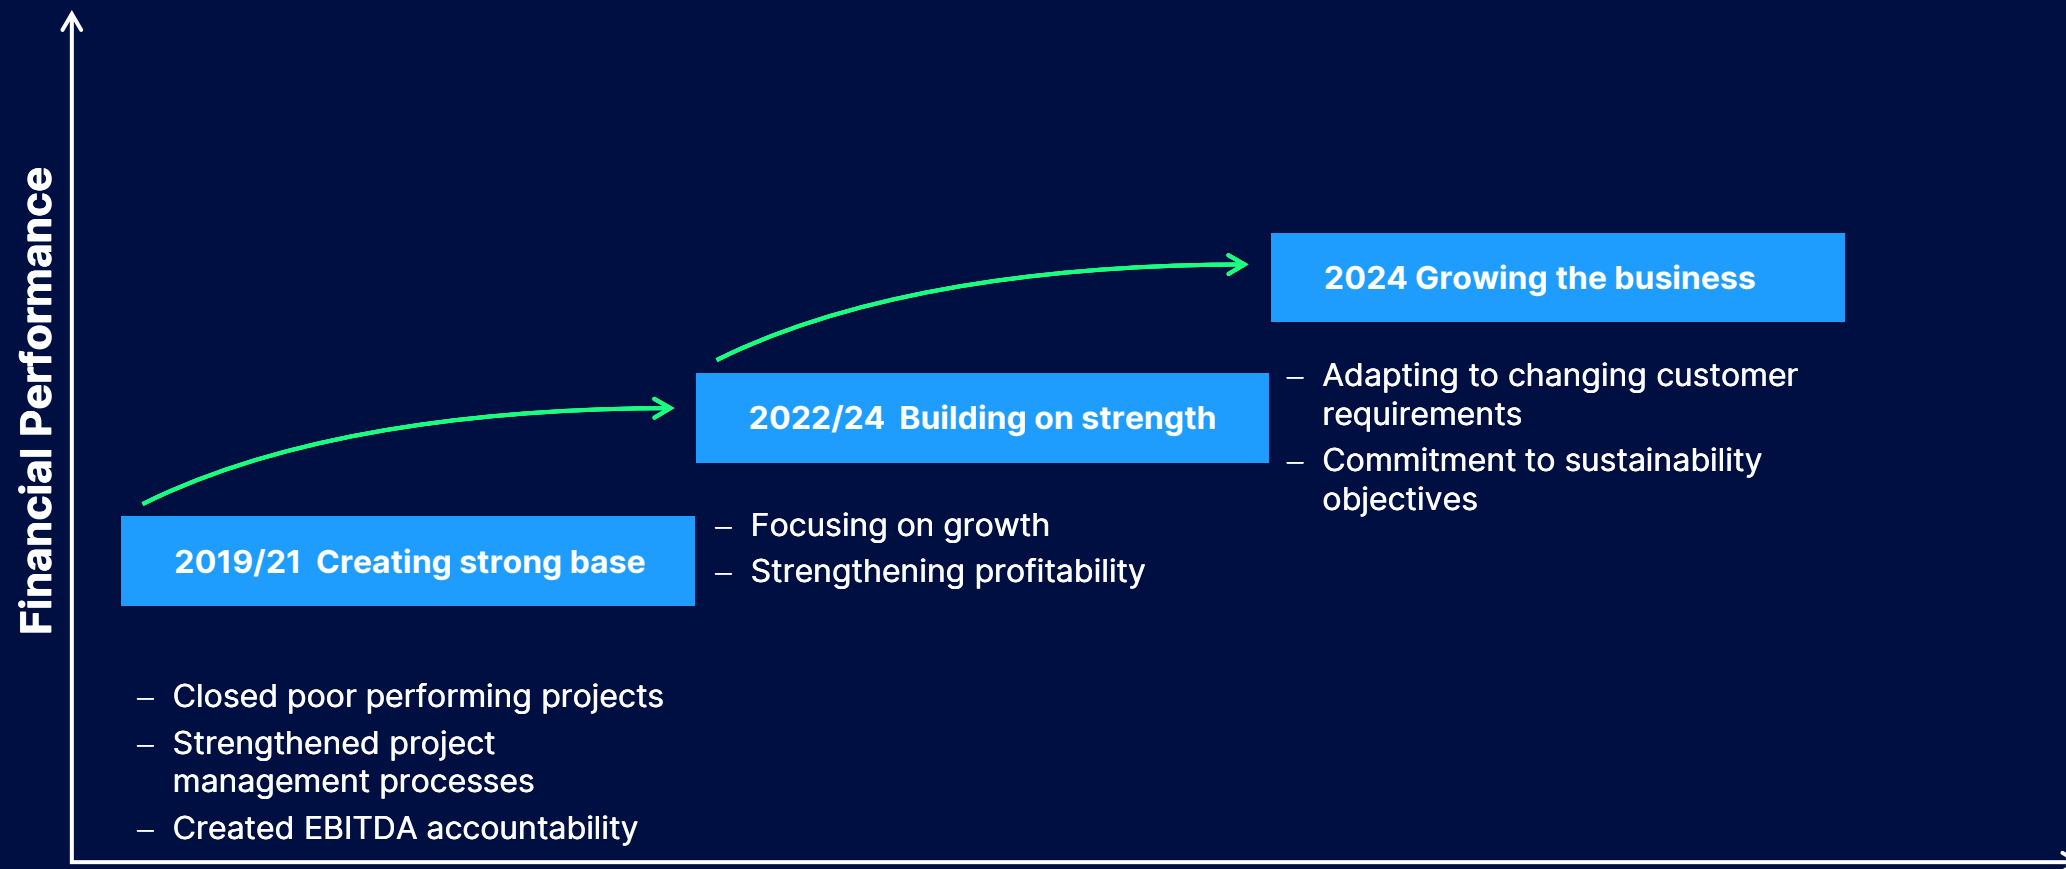 Financial Performance
2019/21 Creating strong base
– Closed poor performing projects
– Strengthened project
management processes
– Created EBITDA accountability
2022/24 Building on strength
– Focusing on growth
– Strengthening profitability
2024 Growing the business
– Adapting to changing customer
requirements
– Commitment to sustainability
objectives